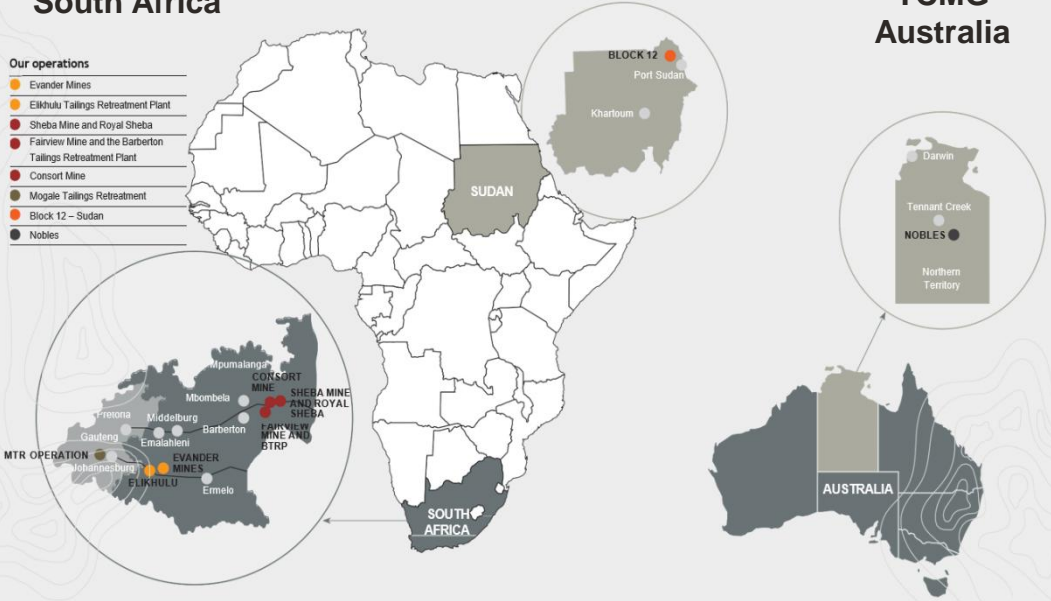 South Africa
TCMG
Australia
Our operations
Evander Mines
Elikhulu Tailings Retreatment Plant
Sheba Mine and Royal Sheba
Fairview Mine and the Barberton
Tailings Retreatment Plant
Consort Mine
Mogale Tailings Retreatment
Block 12 – Sudan
Nobles
BLOCK 12
Port Sudan
Khartoum
SUDAN
Darwin
Tennant Creek
NOBLES
Northern
Territory
Mpumalanga
CONSORT
MINE
Mbombela
SHEBA MINE
AND ROYAL
SHEBA
Pretoria
Middelburg
Barberton
FAIRVIEW
MINE AND
BTRP
Gauteng
Emalahleni
MTR OPERATION
Johannesburg
EVANDER
MINES
ELIKHULU
Ermelo
SOUTH
AFRICA
AUSTRALIA